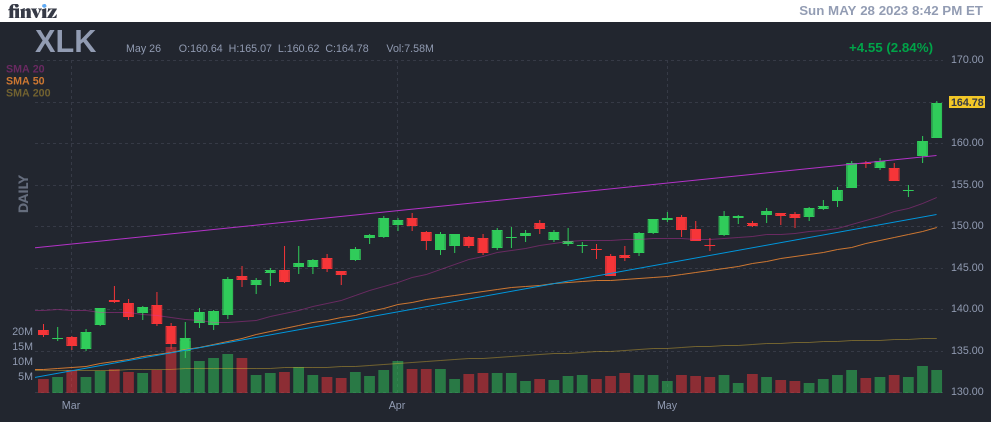 finviz
Sun MAY 28 2023 8:42 PM ET
XLK
May 26 O:160.64 H:165.07 L:160.62 C:164.78 Vol:7.58M
+4.55 (2.84%)
SMA 20
SMA 50
SMA 200
DAILY
170.00
164.78
160.00
155.00
150.00
145.00
140.00
135.00
130.00
20M
15M
10M
5M
Mar Apr May